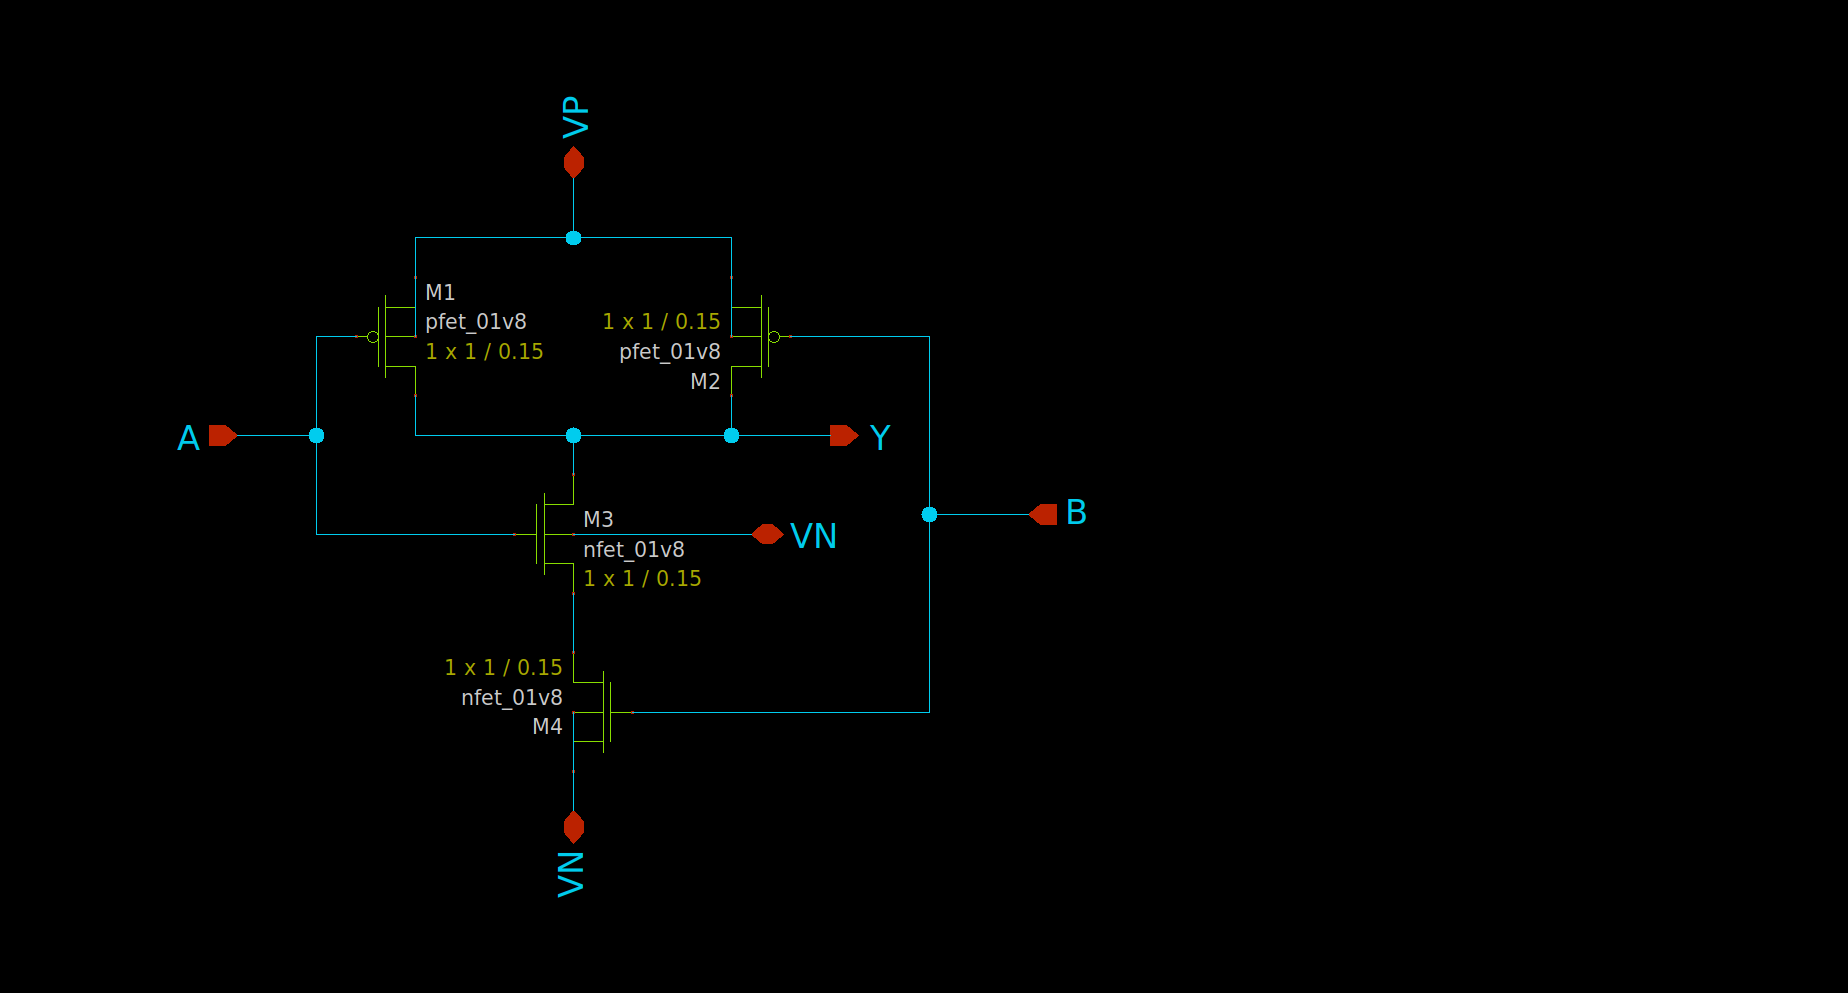 VP
M1
pfet_01v8
1 x 1 / 0.15
1 x 1 / 0.15
pfet_01v8
M2
A
Y
M3
nfet_01v8
1 x 1 / 0.15
VN
B
1 x 1 / 0.15
nfet_01v8
M4
VN